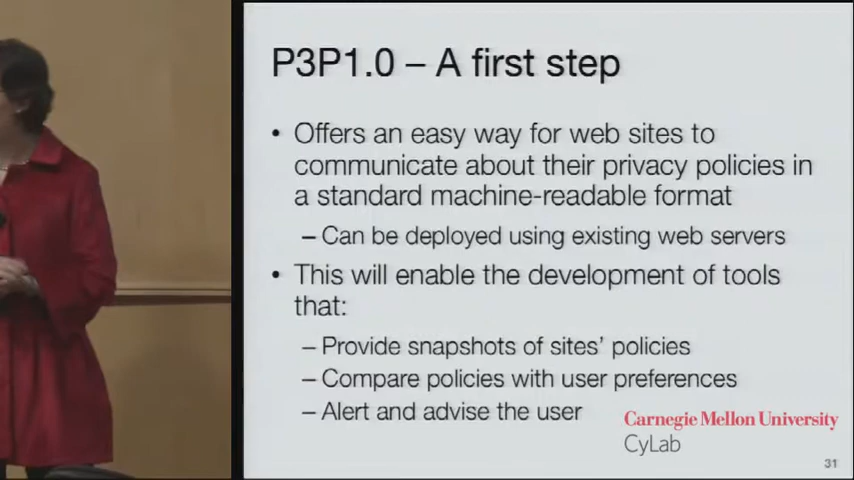 P3P1.0 – A first step
• Offers an easy way for web sites to
communicate about their privacy policies in
a standard machine-readable format
– Can be deployed using existing web servers
• This will enable the development of tools
that:
– Provide snapshots of sites’ policies
– Compare policies with user preferences
– Alert and advise the user
Carnegie Mellon University
CyLab
31